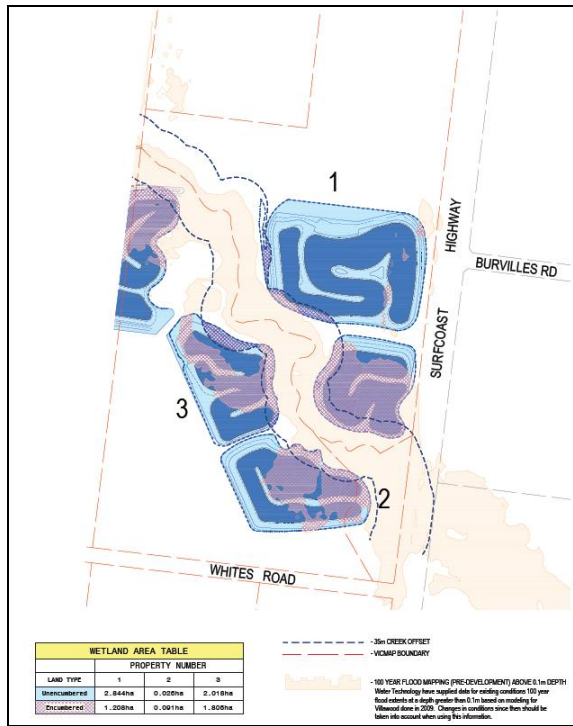 1
HIGHWAY
BURVILLES RD
SURFCOAST
3
2
WHITES ROAD
WETLAND AREA TABLE
PROPERTY NUMBER
LAND TYPE 1 2 3
Unencumbered 2.844ha 0.026ha 2.018ha
Encumbered 1.208ha 0.091ha 1.806ha
- 35m CREEK OFFSET
- VICMAP BOUNDARY
- 100 YEAR FLOOD MAPPING (PRE-DEVELOPMENT) ABOVE 0.1m DEPTH
Water Technology have supplied data for existing conditions 100 year
flood extents at a depth greater than 0.1m based on modeling for
Villawood done in 2009. Changes in conditions since then should be
taken into account when using this information.